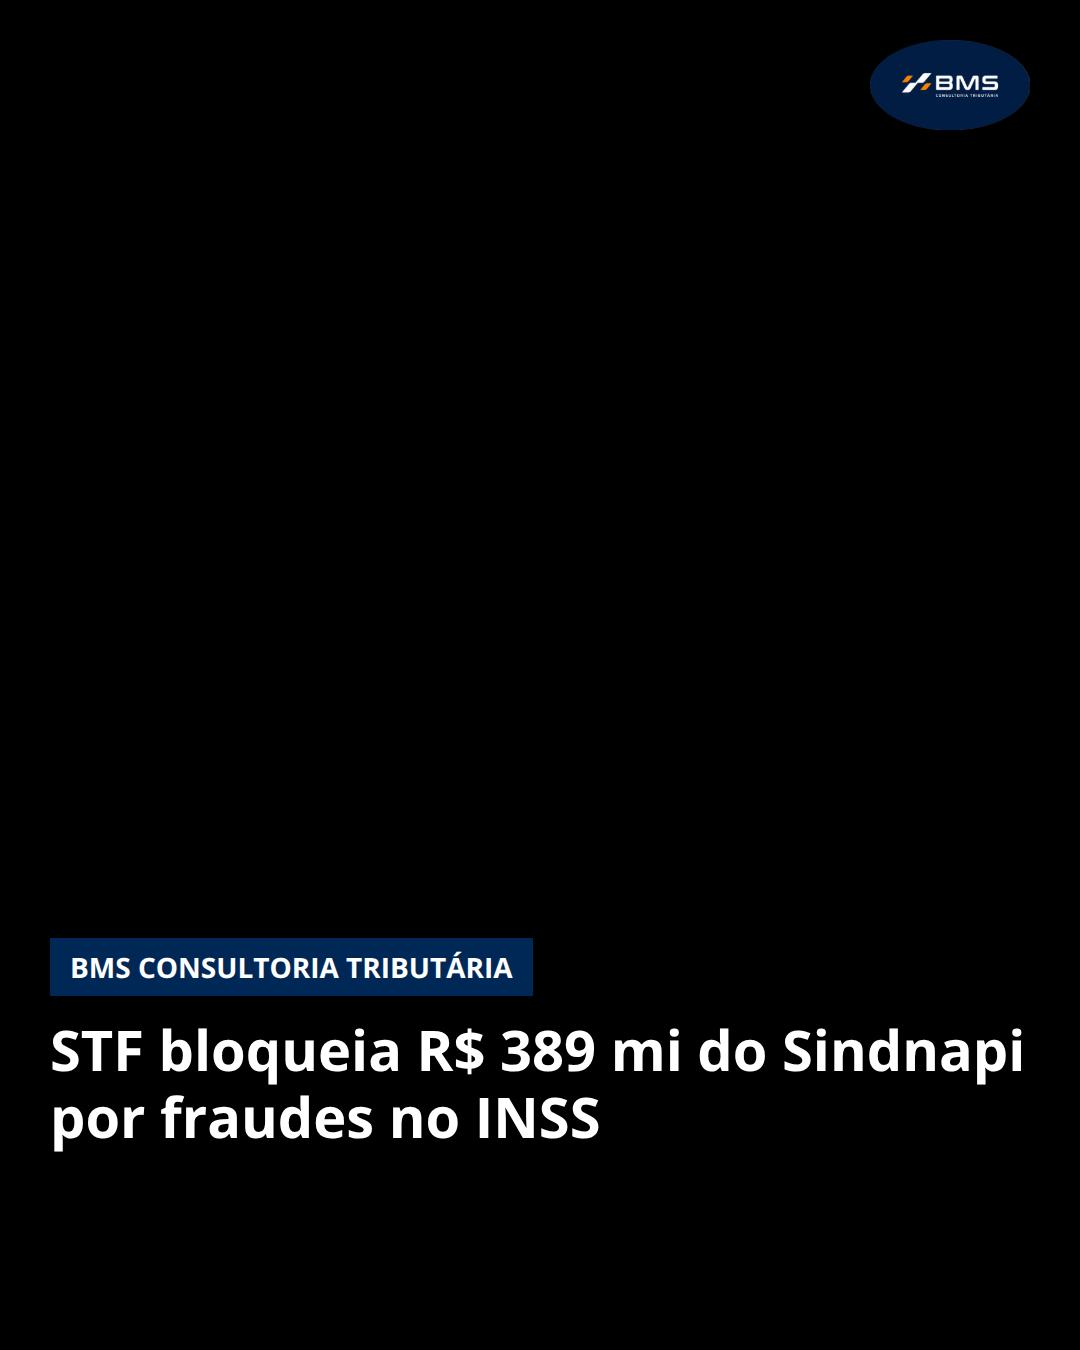 BMS
CONSULTORIA TRIBUTÁRIA
BMS CONSULTORIA TRIBUTÁRIA
STF bloqueia R$ 389 mi do Sindnapi
por fraudes no INSS